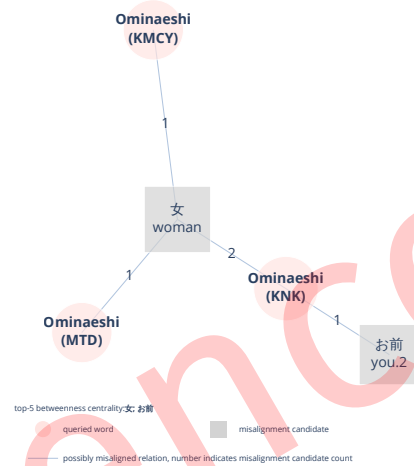 Ominaeshi
(KMCY)
1
女
woman
2
1
Ominaeshi
(KNK)
Ominaeshi
(MTD)
1
お前
you.2
top-5 betweenness centrality:女; お前
queried word
misalignment candidate
possibly misaligned relation, number indicates misalignment candidate count